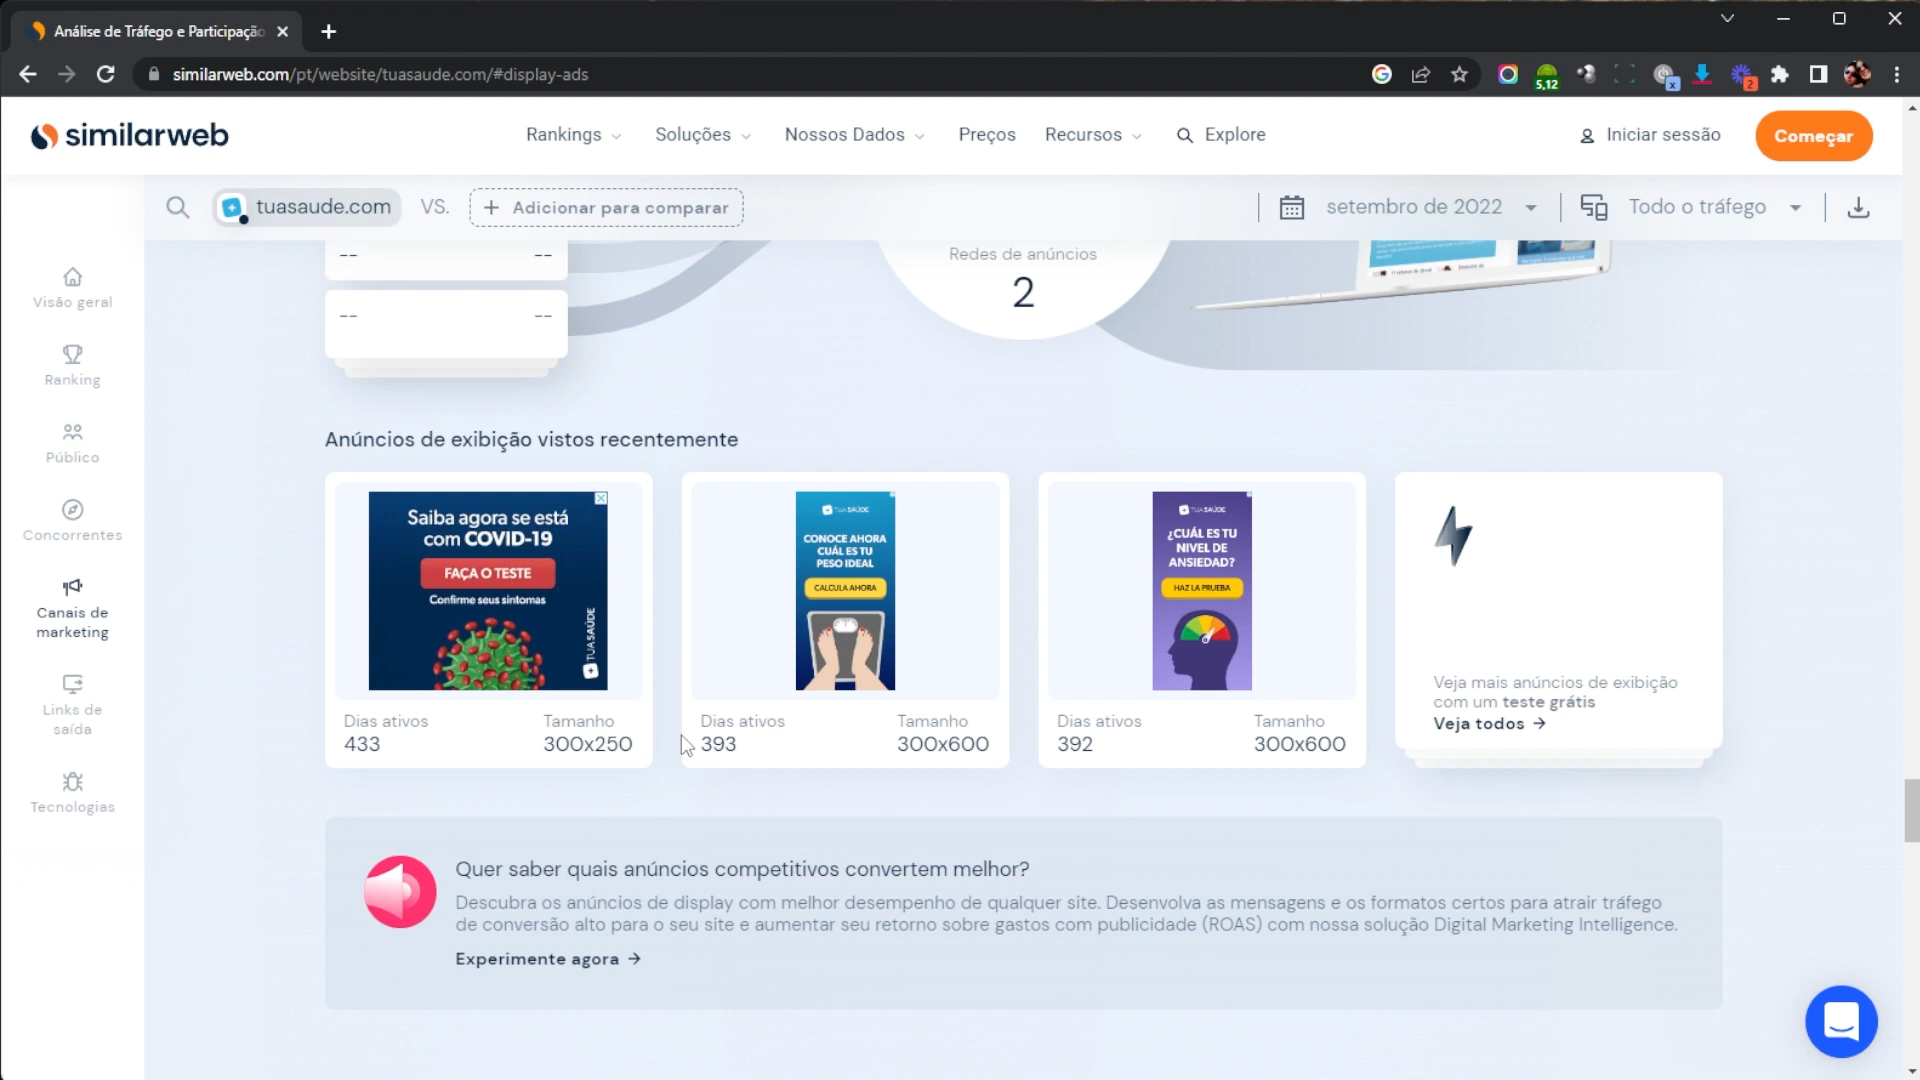 Análise de Tráfego e Participação
similarweb.com/pt/website/tuasaude.com/#display-ads
5,12
x
2
similarweb
Rankings
Soluções
Nossos Dados
Preços
Recursos
Explore
Iniciar sessão
Começar
tuasaude.com
VS.
+ Adicionar para comparar
setembro de 2022
Todo o tráfego
Visão geral
Ranking
Público
Concorrentes
Canais de
marketing
Links de
saída
Tecnologias
-- --
-- --
Redes de anúncios
2
Anúncios de exibição vistos recentemente
Saiba agora se está
com COVID-19
FAÇA O TESTE
Confirme seus sintomas
TUA SAÚDE
Dias ativos
433
Tamanho
300x250
TUA SAÚDE
CONOCE AHORA
CUÁL ES TU
PESO IDEAL
CALCULA AHORA
Dias ativos
393
Tamanho
300x600
TUA SAÚDE
¿CUÁL ES TU
NIVEL DE
ANSIEDAD?
HAZ LA PRUEBA
Dias ativos
392
Tamanho
300x600
Veja mais anúncios de exibição
com um teste grátis
Veja todos →
Quer saber quais anúncios competitivos convertem melhor?
Descubra os anúncios de display com melhor desempenho de qualquer site. Desenvolva as mensagens e os formatos certos para atrair tráfego
de conversão alto para o seu site e aumentar seu retorno sobre gastos com publicidade (ROAS) com nossa solução Digital Marketing Intelligence.
Experimente agora →